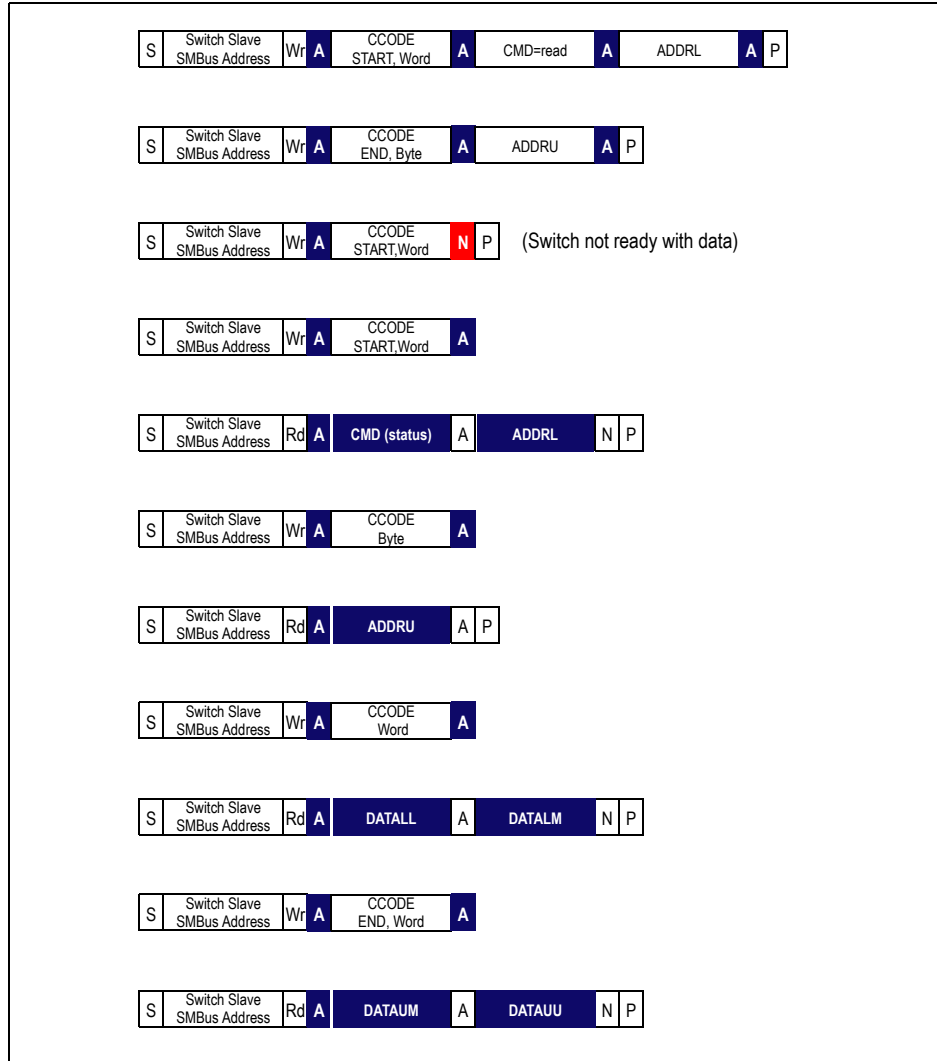 S Switch Slave SMBus Address Wr A CCODE START, Word A CMD=read A ADDRL A P
S Switch Slave SMBus Address Wr A CCODE END, Byte A ADDRU A P
S Switch Slave SMBus Address Wr A CCODE START,Word N P (Switch not ready with data)
S Switch Slave SMBus Address Wr A CCODE START,Word A
S Switch Slave SMBus Address Rd A CMD (status) A ADDRL N P
S Switch Slave SMBus Address Wr A CCODE Byte A
S Switch Slave SMBus Address Rd A ADDRU A P
S Switch Slave SMBus Address Wr A CCODE Word A
S Switch Slave SMBus Address Rd A DATALL A DATALM N P
S Switch Slave SMBus Address Wr A CCODE END, Word A
S Switch Slave SMBus Address Rd A DATAUM A DATAUU N P